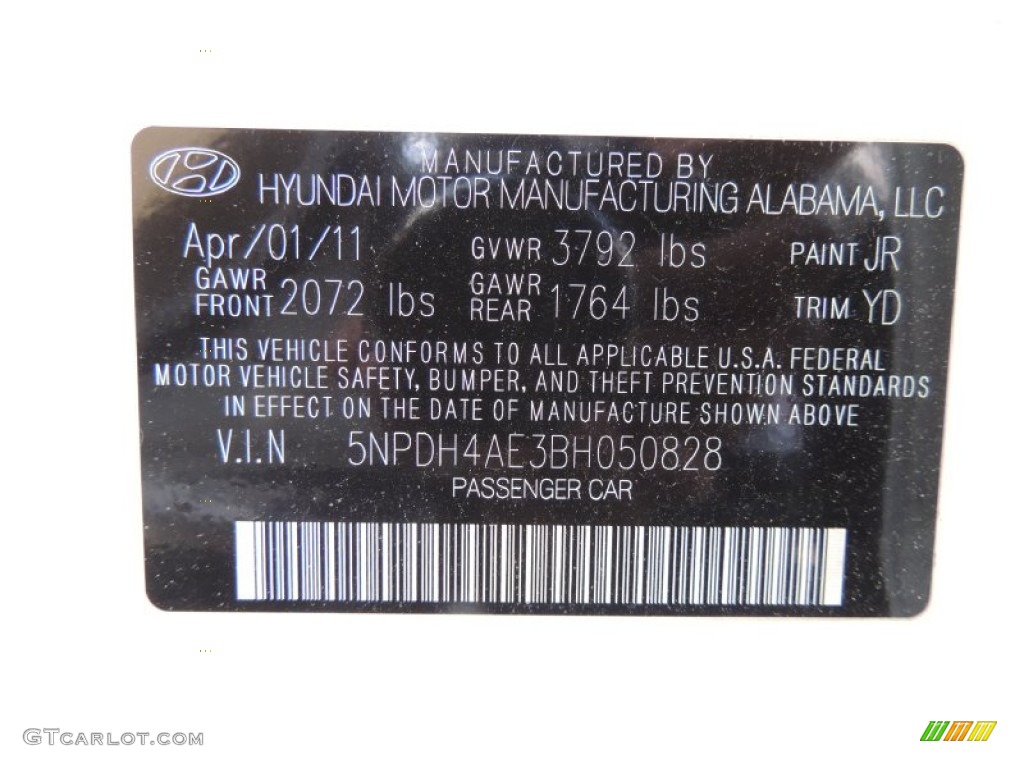 MANUFACTURED BY
HYUNDAI MOTOR MANUFACTURING ALABAMA, LLC
Apr/01/11 GVWR 3792 lbs PAINT JR
GAWR FRONT 2072 lbs GAWR REAR 1764 lbs TRIM YD
THIS VEHICLE CONFORMS TO ALL APPLICABLE U.S.A. FEDERAL
MOTOR VEHICLE SAFETY, BUMPER, AND THEFT PREVENTION STANDARDS
IN EFFECT ON THE DATE OF MANUFACTURE SHOWN ABOVE
V.I.N 5NPDH4AE3BH050828
PASSENGER CAR
GTCARLOT.COM